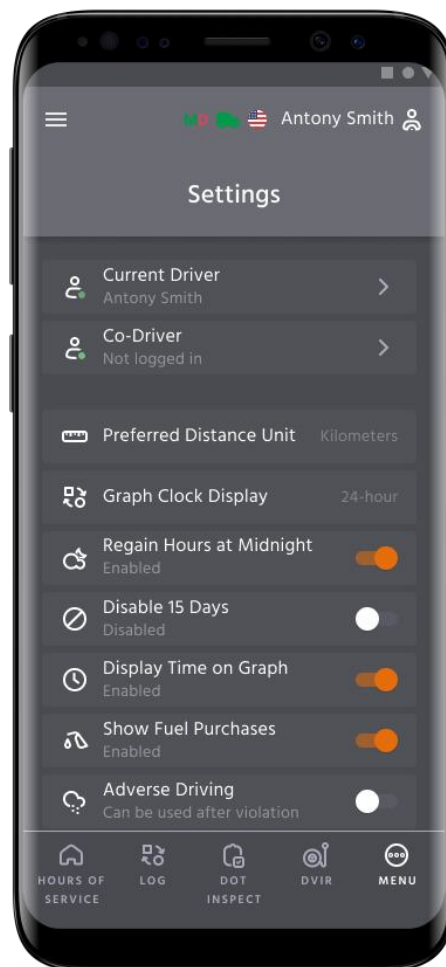 Antony Smith
Settings
Current Driver
Antony Smith
Co-Driver
Not logged in
Preferred Distance Unit Kilometers
Graph Clock Display 24-hour
Regain Hours at Midnight
Enabled
Disable 15 Days
Disabled
Display Time on Graph
Enabled
Show Fuel Purchases
Enabled
Adverse Driving
Can be used after violation
HOURS OF SERVICE
LOG
DOT INSPECT
DVIR
MENU